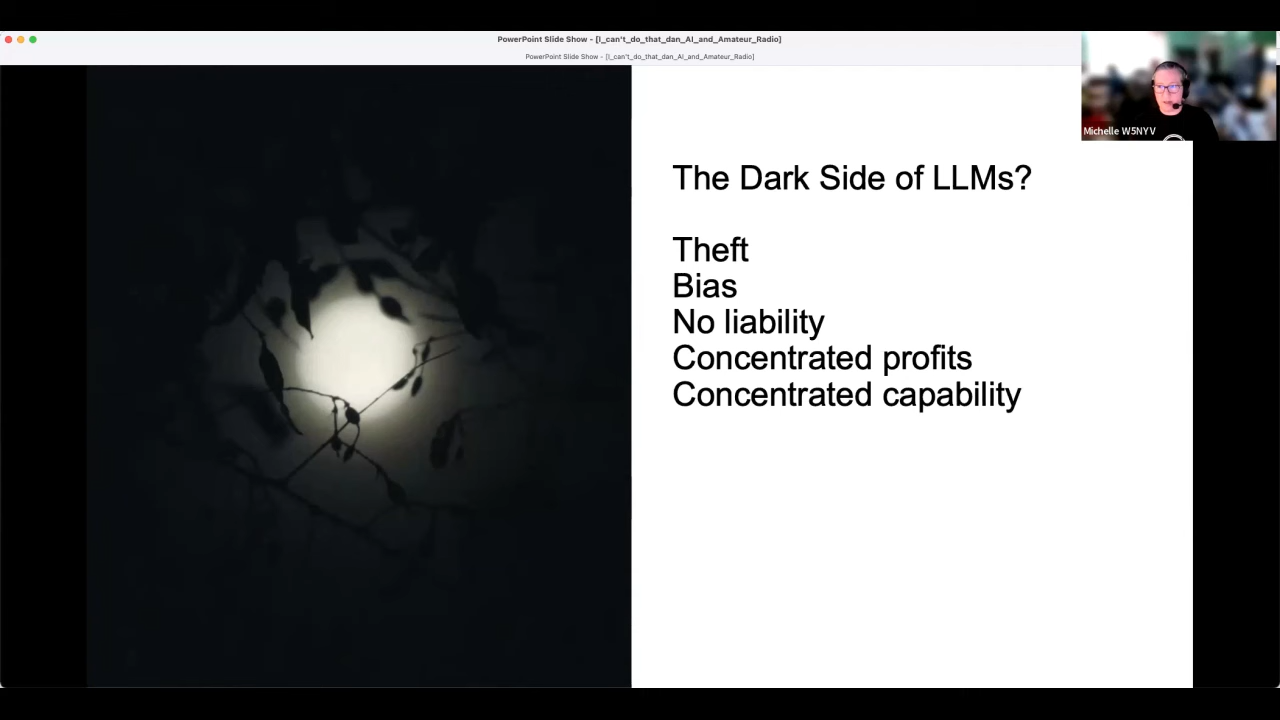 PowerPoint Slide Show - [I_can't_do_that_dan_AI_and_Amateur_Radio]
PowerPoint Slide Show - [I_can't_do_that_dan_AI_and_Amateur_Radio]
Michelle W5NYV
The Dark Side of LLMs?
Theft
Bias
No liability
Concentrated profits
Concentrated capability